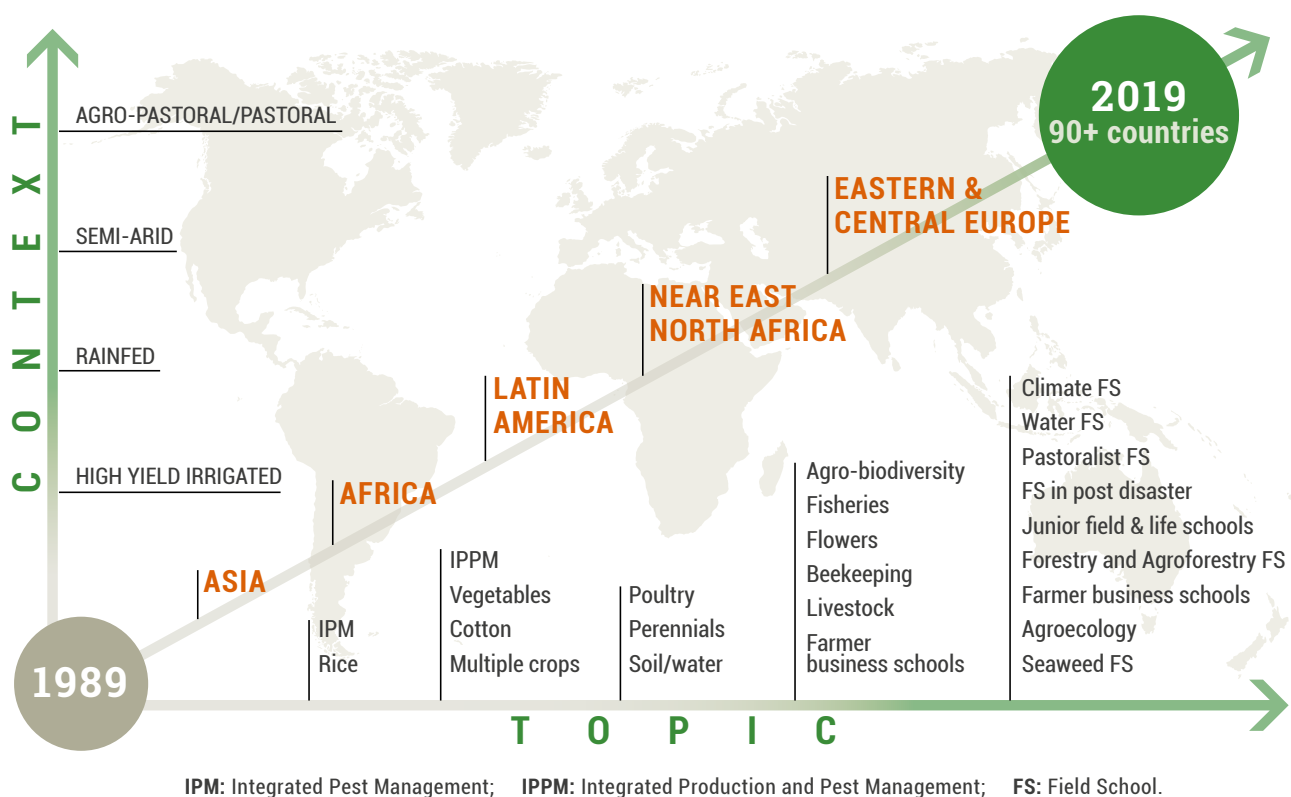 2019
90+ countries
CONTEXT
AGRO-PASTORAL/PASTORAL
SEMI-ARID
RAINFED
HIGH YIELD IRRIGATED
EASTERN &
CENTRAL EUROPE
NEAR EAST
NORTH AFRICA
LATIN
AMERICA
AFRICA
ASIA
1989
IPM
Rice
IPPM
Vegetables
Cotton
Multiple crops
Poultry
Perennials
Soil/water
Agro-biodiversity
Fisheries
Flowers
Beekeeping
Livestock
Farmer
business schools
Climate FS
Water FS
Pastoralist FS
FS in post disaster
Junior field & life schools
Forestry and Agroforestry FS
Farmer business schools
Agroecology
Seaweed FS
TOPIC
IPM: Integrated Pest Management; IPPM: Integrated Production and Pest Management; FS: Field School.